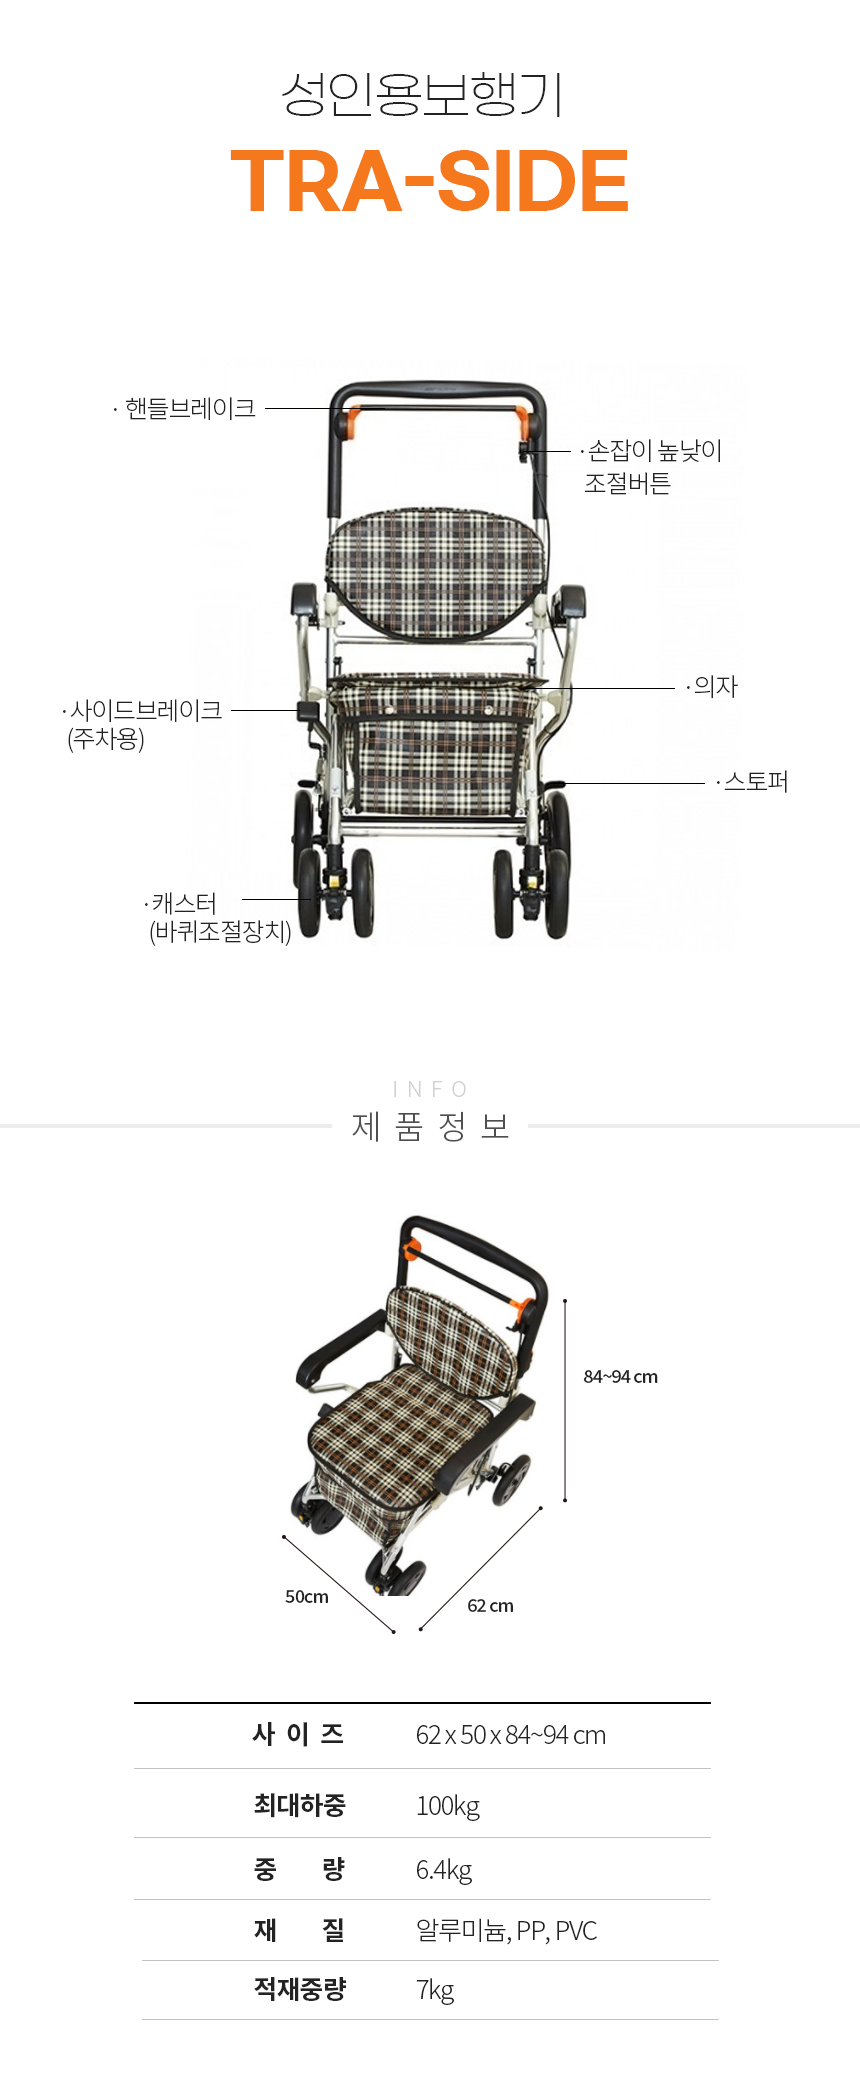 성인용보행기
TRA-SIDE
· 핸들브레이크
· 손잡이 높낮이
조절버튼
· 의자
· 사이드브레이크
(주차용)
· 스토퍼
· 캐스터
(바퀴조절장치)
INFO
제품정보
84~94 cm
50cm
62 cm
사이즈 62 x 50 x 84~94 cm
최대하중 100kg
중량 6.4kg
재질 알루미늄, PP, PVC
적재중량 7kg